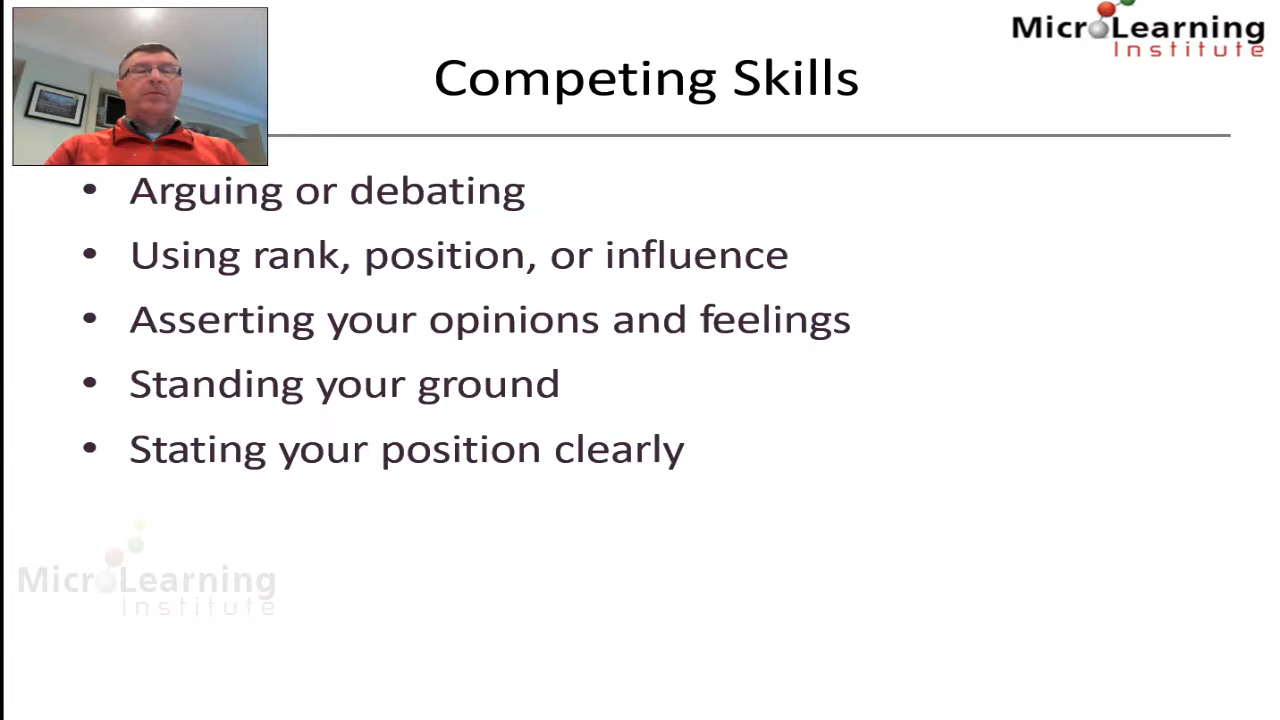 MicroLearning
Institute
Competing Skills
• Arguing or debating
• Using rank, position, or influence
• Asserting your opinions and feelings
• Standing your ground
• Stating your position clearly
MicroLearning
Institute